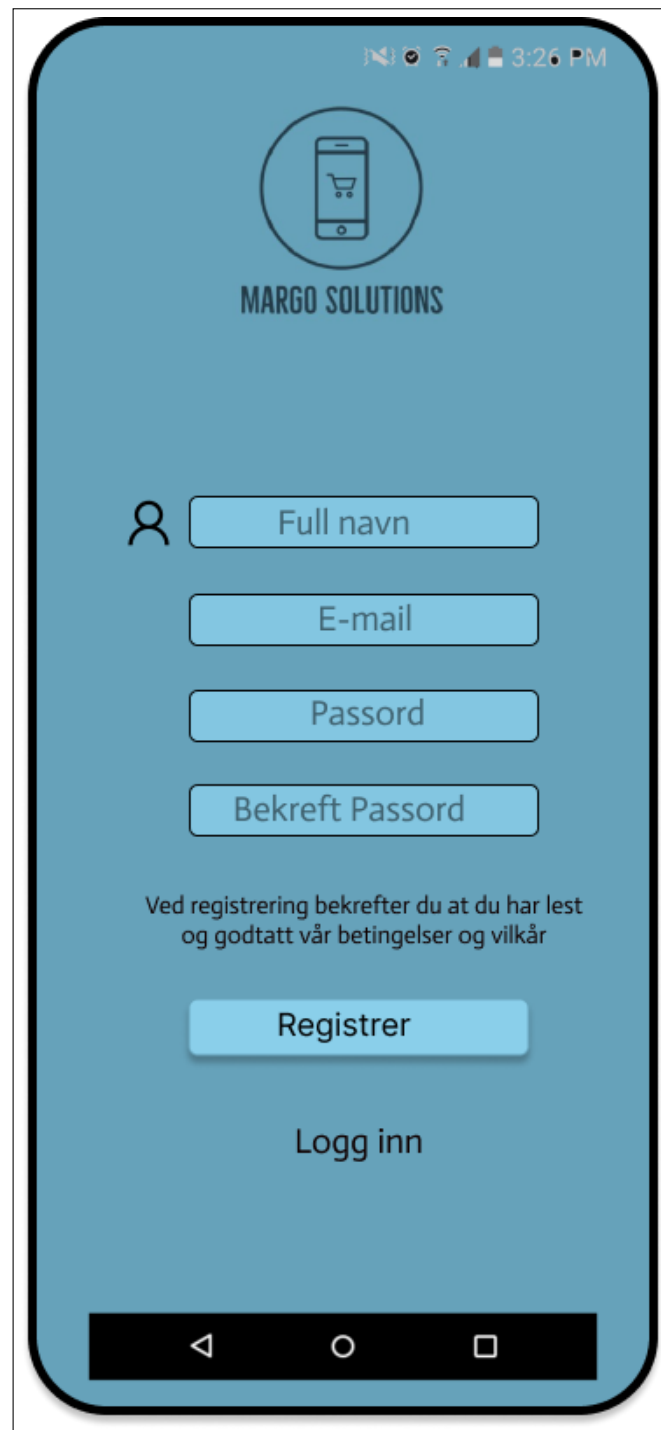 3:26 PM
MARGO SOLUTIONS
Full navn
E-mail
Passord
Bekreft Passord
Ved registrering bekrefter du at du har lest
og godtatt vår betingelser og vilkår
Registrer
Logg inn